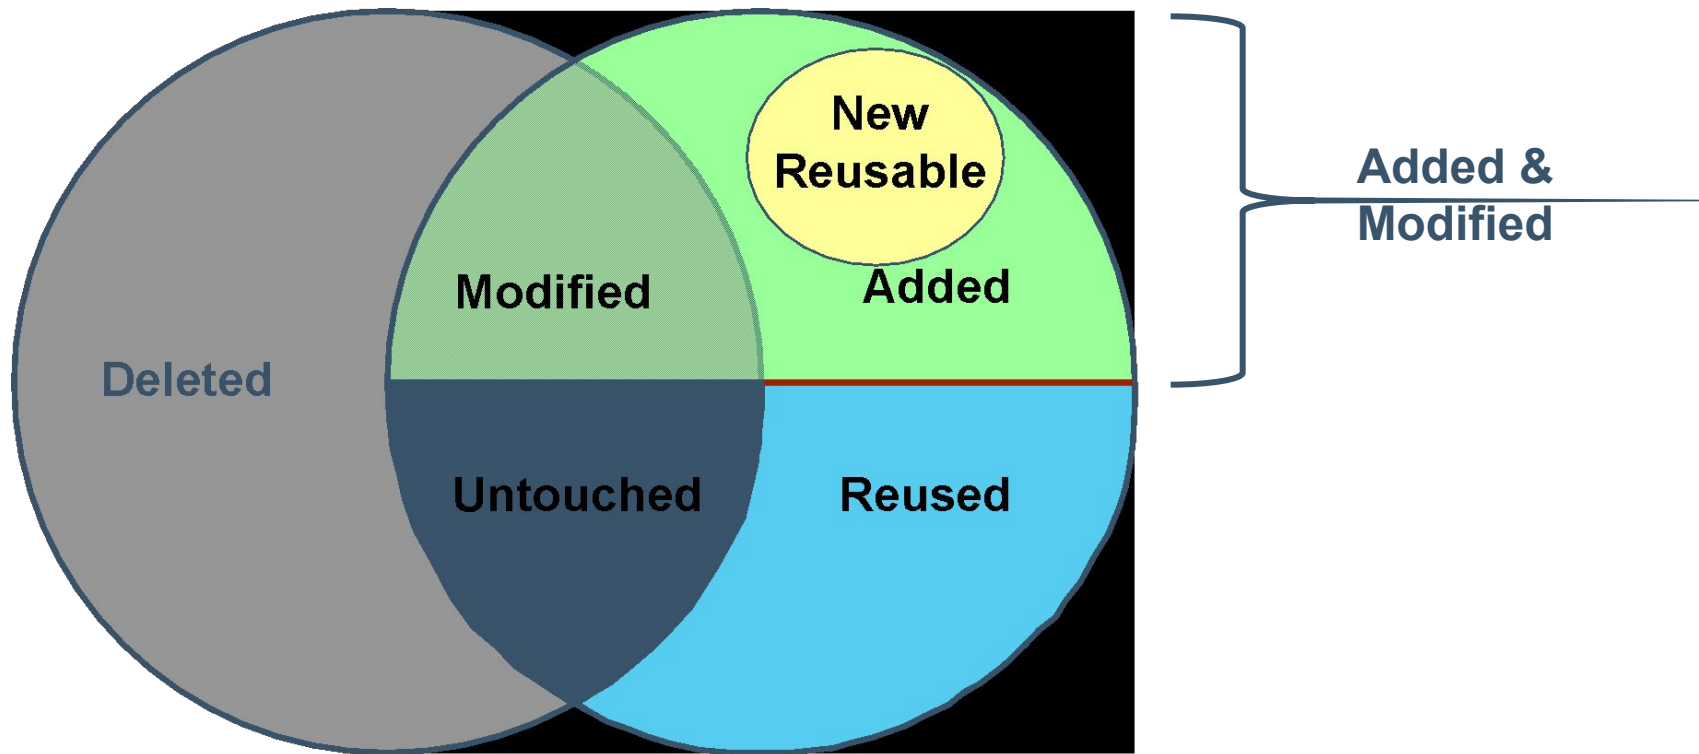 New
Reusable
Added &
Modified
Modified
Added
Deleted
Untouched
Reused